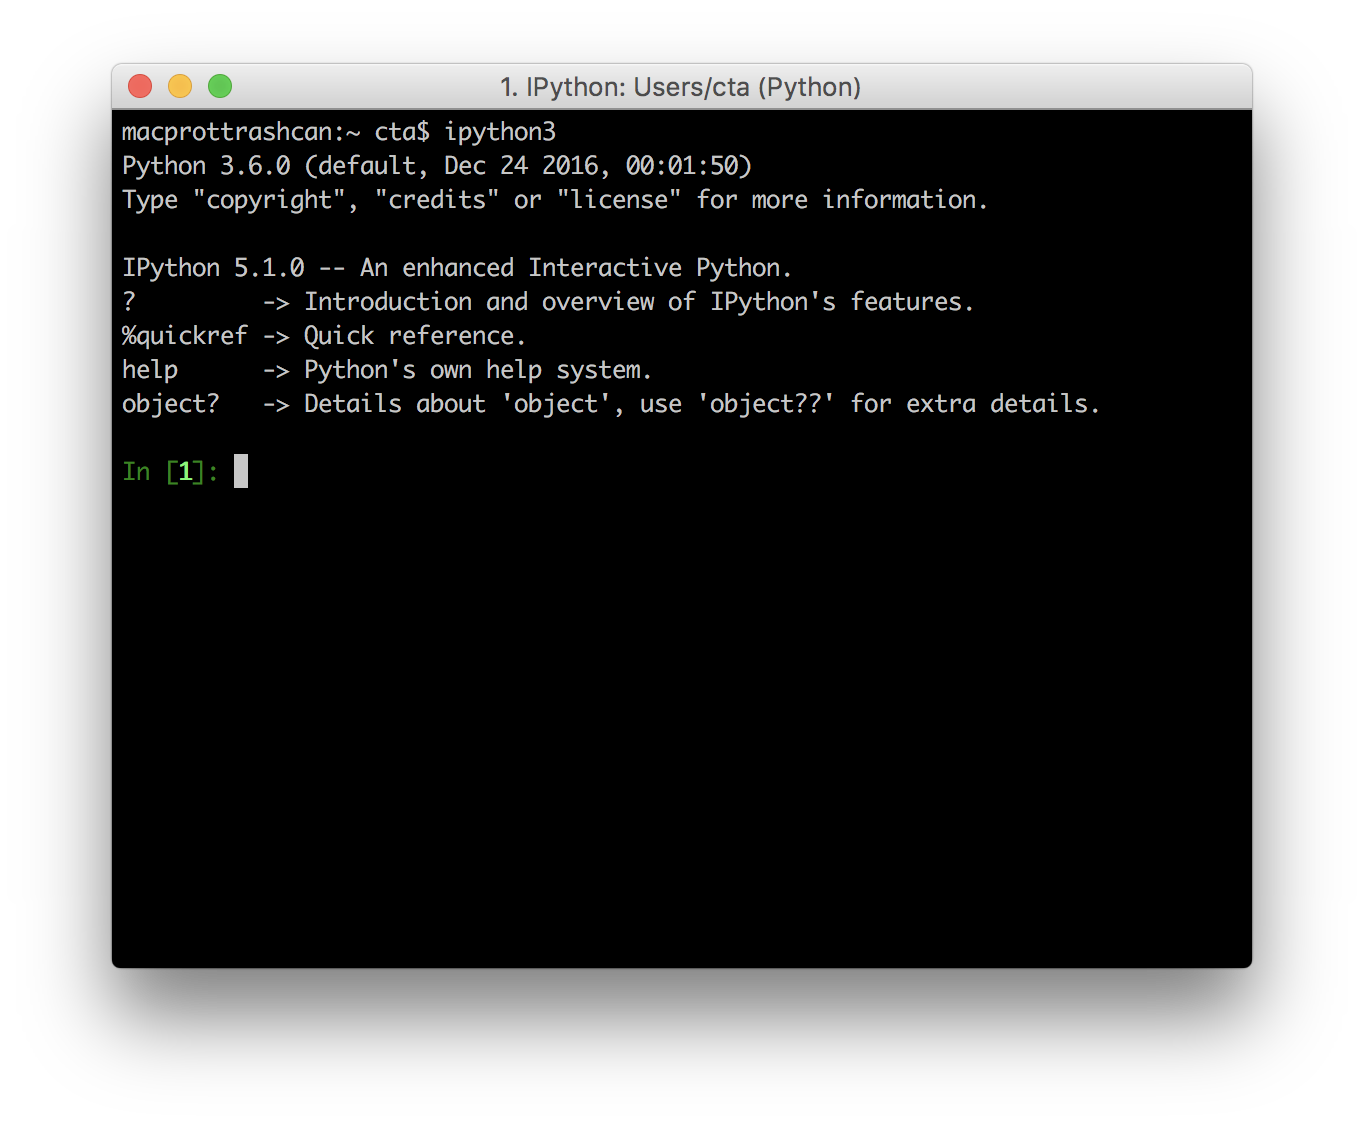 1. IPython: Users/cta (Python)
macprottrashcan:~ cta$ ipython3
Python 3.6.0 (default, Dec 24 2016, 00:01:50)
Type "copyright", "credits" or "license" for more information.
IPython 5.1.0 -- An enhanced Interactive Python.
?         -> Introduction and overview of IPython's features.
%quickref -> Quick reference.
help      -> Python's own help system.
object?   -> Details about 'object', use 'object??' for extra details.
In [1]: